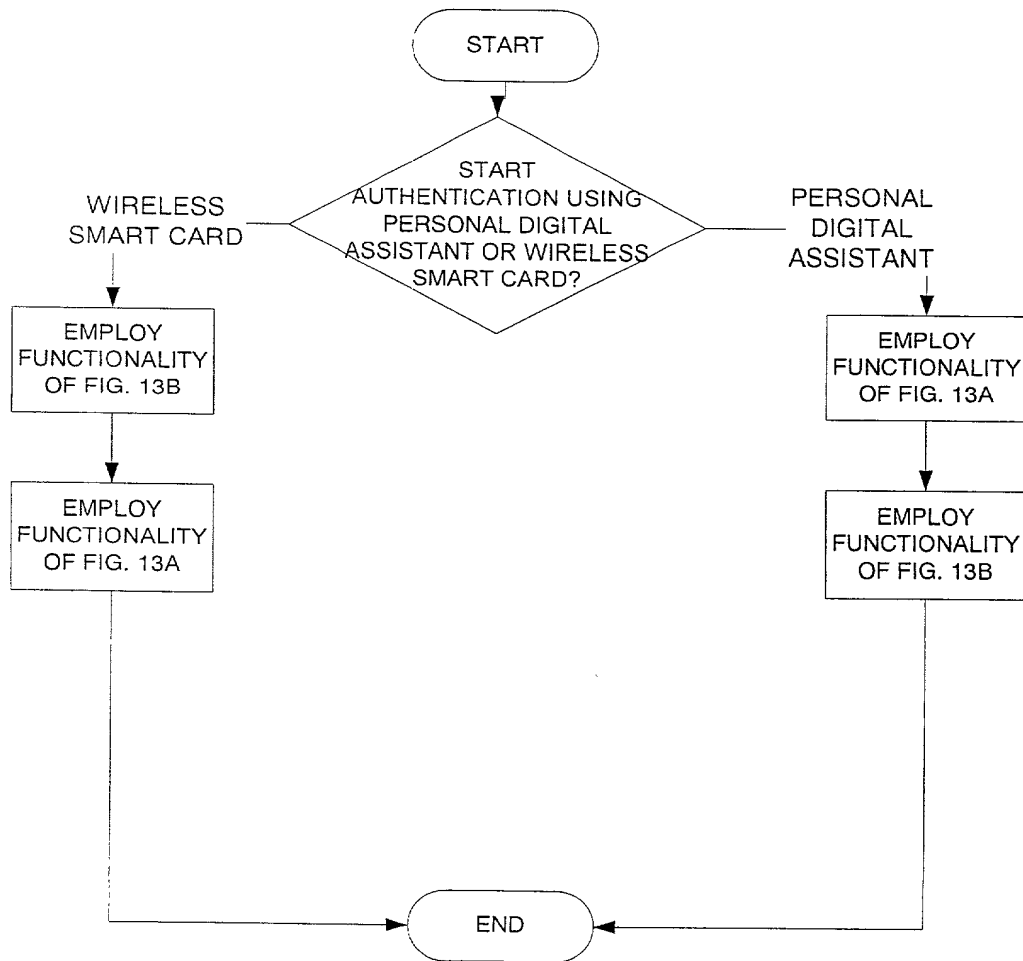 START
START
AUTHENTICATION USING
PERSONAL DIGITAL
ASSISTANT OR WIRELESS
SMART CARD?
WIRELESS
SMART CARD
PERSONAL
DIGITAL
ASSISTANT
EMPLOY
FUNCTIONALITY
OF FIG. 13B
EMPLOY
FUNCTIONALITY
OF FIG. 13A
EMPLOY
FUNCTIONALITY
OF FIG. 13A
EMPLOY
FUNCTIONALITY
OF FIG. 13B
END